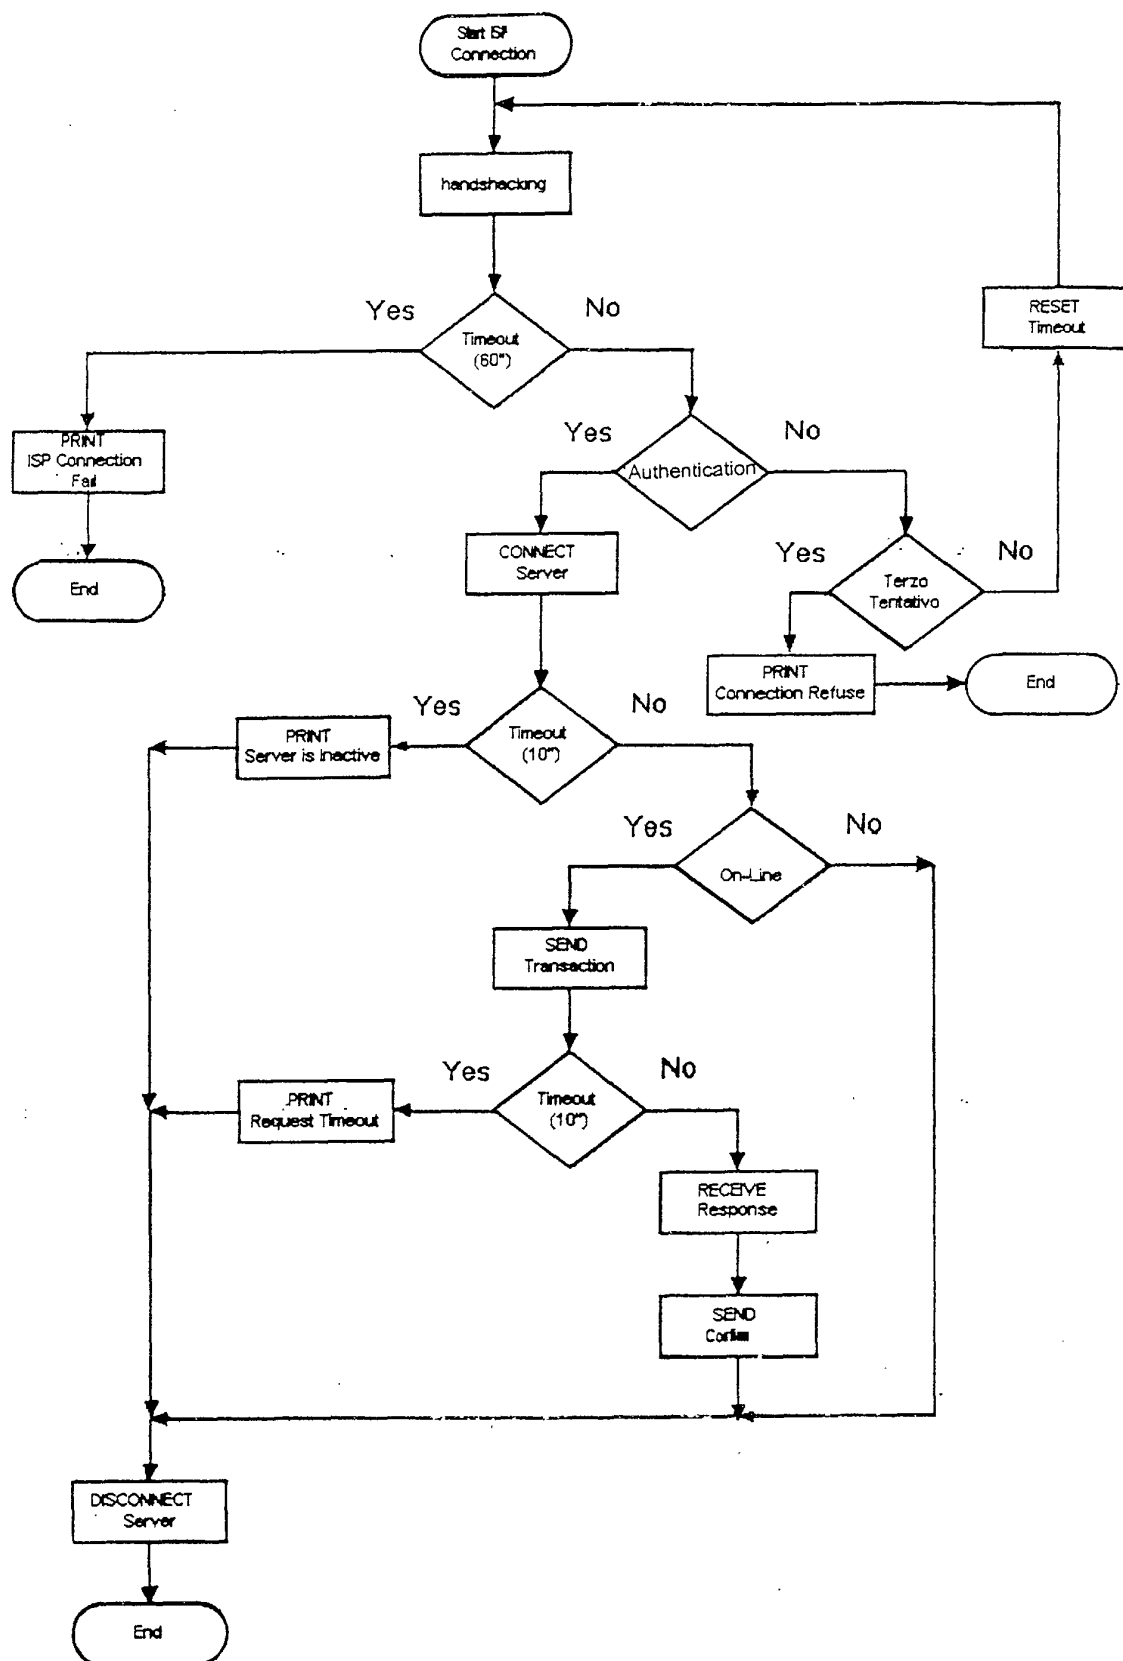 Start ISP
Connection
handshacking
Yes
No
Timeout
(60")
RESET
Timeout
PRINT
ISP Connection
Fail
Yes
No
Authentication
End
CONNECT
Server
Yes
No
Terzo
Tentativo
PRINT
Connection Refuse
End
Yes
No
PRINT
Server is Inactive
Timeout
(10")
Yes
No
On-Line
SEND
Transaction
Yes
No
PRINT
Request Timeout
Timeout
(10")
RECEIVE
Response
SEND
DISCONNECT
Server
End